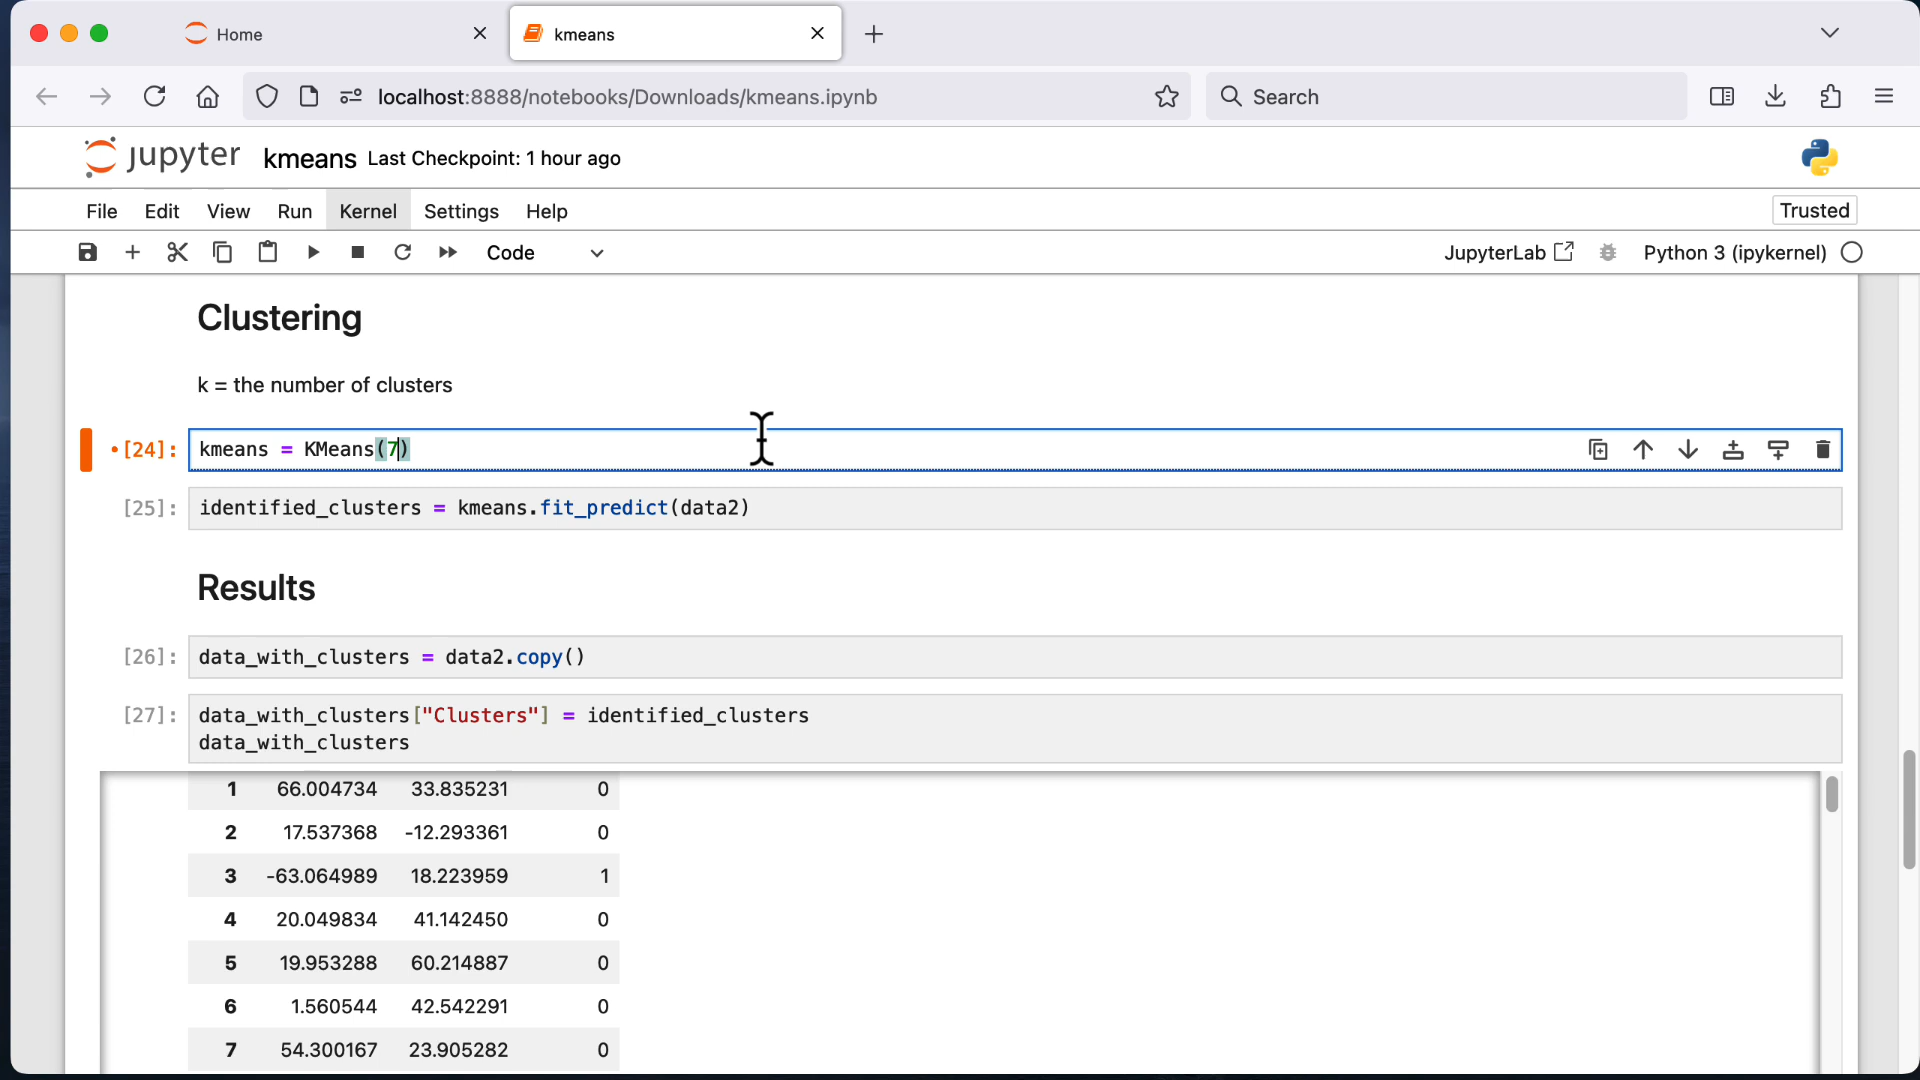 Home
kmeans
localhost:8888/notebooks/Downloads/kmeans.ipynb
Search
jupyter kmeans Last Checkpoint: 1 hour ago
File Edit View Run Kernel Settings Help
Trusted
Code
JupyterLab
Python 3 (ipykernel)
Clustering
k = the number of clusters
[24]: kmeans = KMeans(7)
[25]: identified_clusters = kmeans.fit_predict(data2)
Results
[26]: data_with_clusters = data2.copy()
[27]: data_with_clusters["Clusters"] = identified_clusters
data_with_clusters
1 66.004734 33.835231 0
2 17.537368 -12.293361 0
3 -63.064989 18.223959 1
4 20.049834 41.142450 0
5 19.953288 60.214887 0
6 1.560544 42.542291 0
7 54.300167 23.905282 0